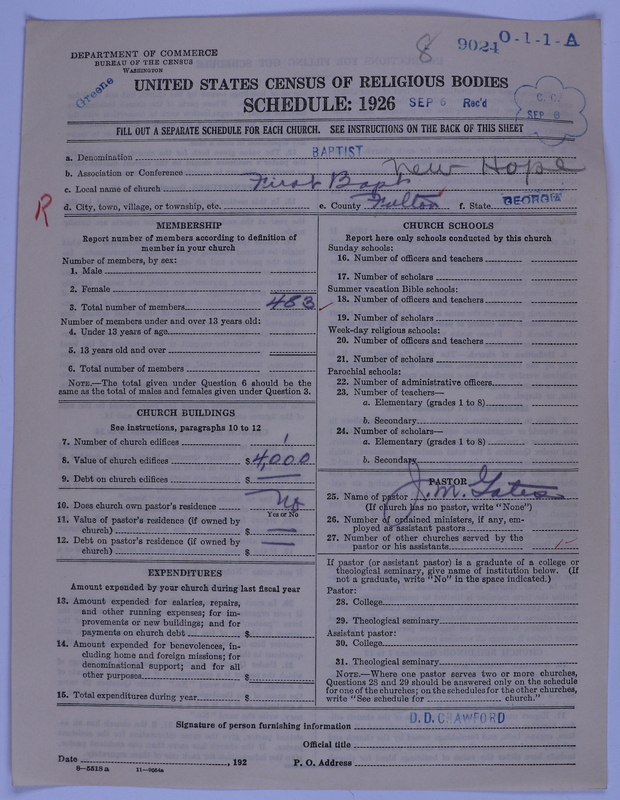 8 9024 O-1-1-A
DEPARTMENT OF COMMERCE
BUREAU OF THE CENSUS
WASHINGTON
Greene
UNITED STATES CENSUS OF RELIGIOUS BODIES
SCHEDULE: 1926 SEP 6 Rec'd
C. C.
SEP 8
FILL OUT A SEPARATE SCHEDULE FOR EACH CHURCH. SEE INSTRUCTIONS ON THE BACK OF THIS SHEET
a. Denomination BAPTIST
b. Association or Conference New Hope
c. Local name of church First Bapt
d. City, town, village, or township, etc. e. County Fulton f. State GEORGIA
R
MEMBERSHIP
Report number of members according to definition of
member in your church
Number of members, by sex:
1. Male
2. Female
3. Total number of members 483
Number of members under and over 13 years old:
4. Under 13 years of age
5. 13 years old and over
6. Total number of members
NOTE.—The total given under Question 6 should be the
same as the total of males and females given under Question 3.
CHURCH BUILDINGS
See instructions, paragraphs 10 to 12
7. Number of church edifices 1
8. Value of church edifices $ 4,000
9. Debt on church edifices $ —
10. Does church own pastor's residence No
Yes or No
11. Value of pastor's residence (if owned by
church) $ —
12. Debt on pastor's residence (if owned by
church) $ —
EXPENDITURES
Amount expended by your church during last fiscal year
13. Amount expended for salaries, repairs,
and other running expenses; for im-
provements or new buildings; and for
payments on church debt $
14. Amount expended for benevolences, in-
cluding home and foreign missions; for
denominational support; and for all
other purposes $
15. Total expenditures during year $
CHURCH SCHOOLS
Report here only schools conducted by this church
Sunday schools:
16. Number of officers and teachers
17. Number of scholars
Summer vacation Bible schools:
18. Number of officers and teachers
19. Number of scholars
Week-day religious schools:
20. Number of officers and teachers
21. Number of scholars
Parochial schools:
22. Number of administrative officers
23. Number of teachers—
a. Elementary (grades 1 to 8)
b. Secondary
24. Number of scholars—
a. Elementary (grades 1 to 8)
b. Secondary
PASTOR
25. Name of pastor J. M. Gates
(If church has no pastor, write "None")
26. Number of ordained ministers, if any, em-
ployed as assistant pastors
27. Number of other churches served by the
pastor or his assistants
If pastor (or assistant pastor) is a graduate of a college or
theological seminary, give name of institution below. (If
not a graduate, write "No" in the space indicated.)
Pastor:
28. College
29. Theological seminary
Assistant pastor:
30. College
31. Theological seminary
NOTE.—Where one pastor serves two or more churches,
Questions 28 and 29 should be answered only on the schedule
for one of the churches; on the schedules for the other churches,
write "See schedule for church."
Signature of person furnishing information D. D. CRAWFORD
Official title
Date , 192 P. O. Address
6—5518a 11—9054a